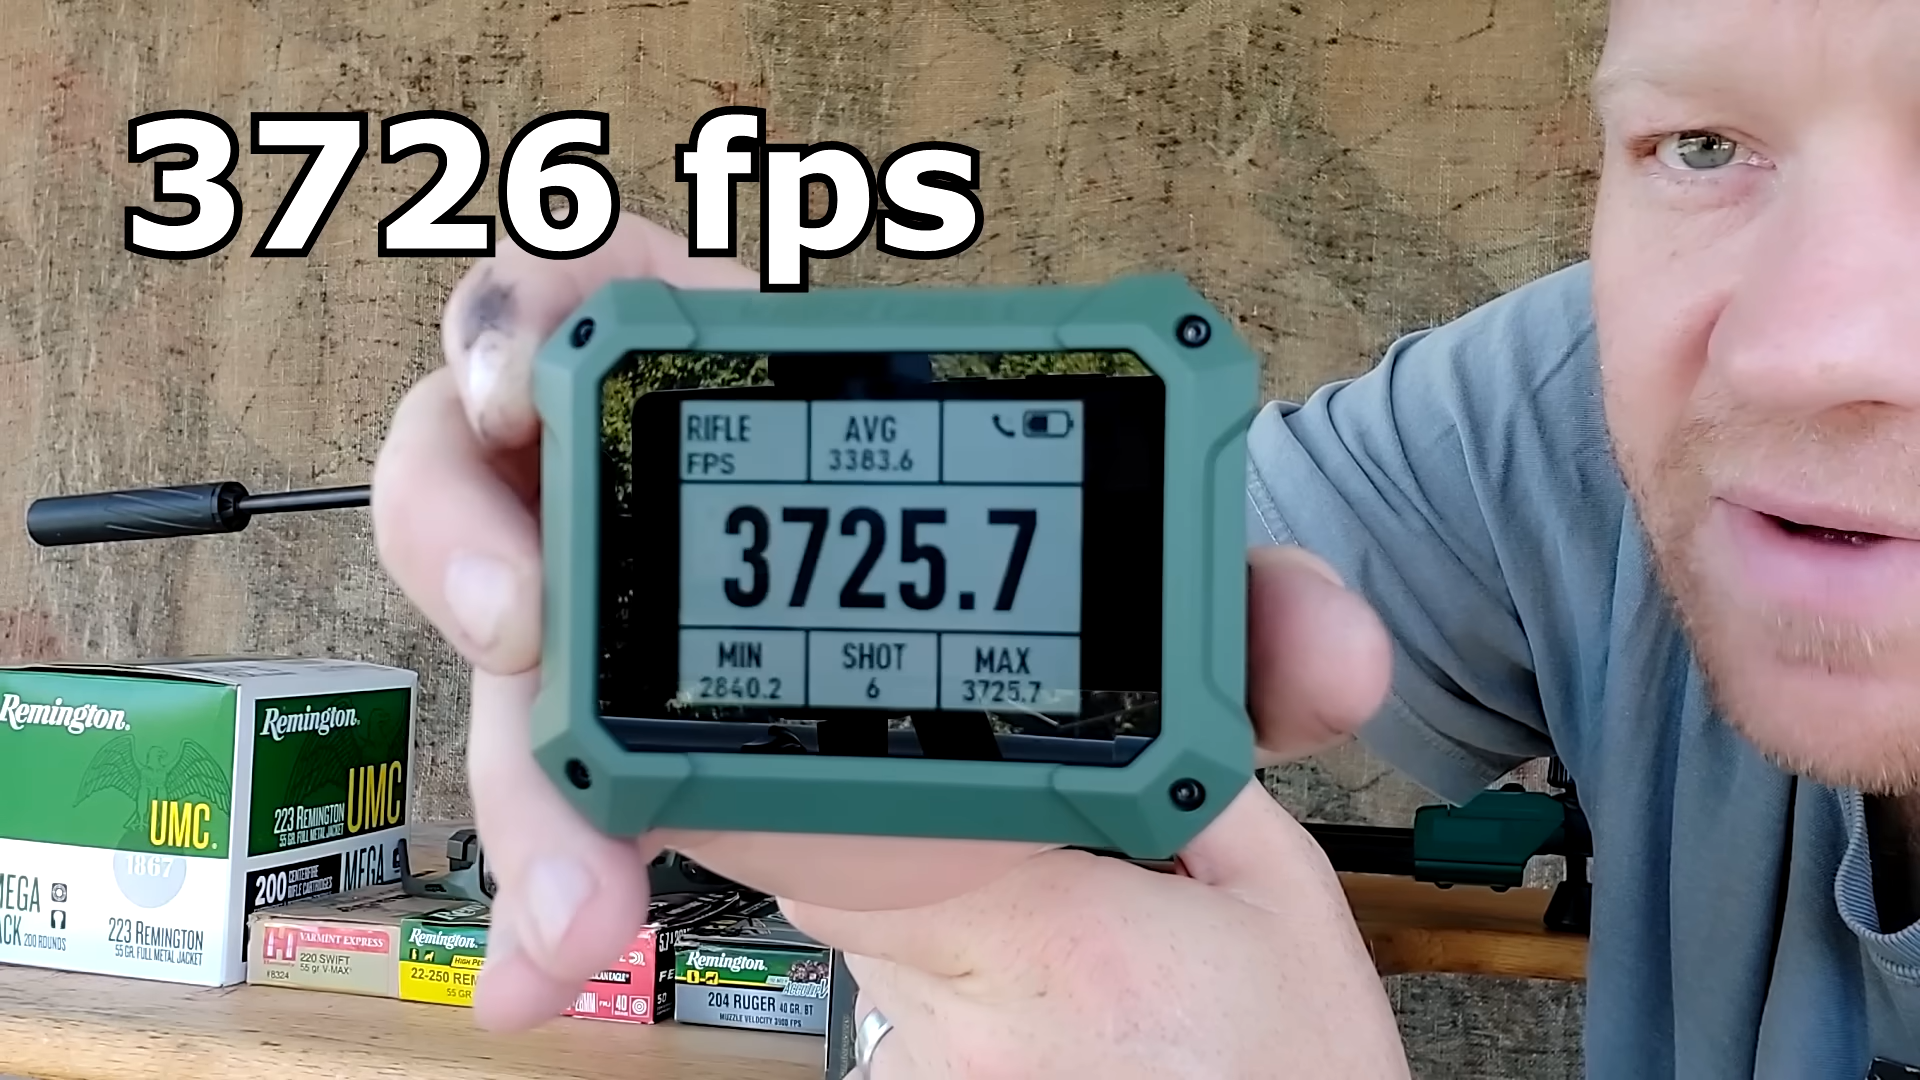 3726 fps
RIFLE
FPS
AVG
3383.6
3725.7
MIN
2840.2
SHOT
6
MAX
3725.7
Remington.
UMC.
1867
223 REMINGTON
55 GR. FULL METAL JACKET
200 ROUNDS
Remington.
UMC
223 REMINGTON
55 GR. FULL METAL JACKET
200 CENTERFIRE
RIFLE CARTRIDGES
MEGA
H VARMINT EXPRESS
220 SWIFT
55 gr. V-MAX
Remington.
22-250 REM
55 GR
40
Remington.
AccuTip-V
204 RUGER 40 GR. BT
MUZZLE VELOCITY 3900 FPS